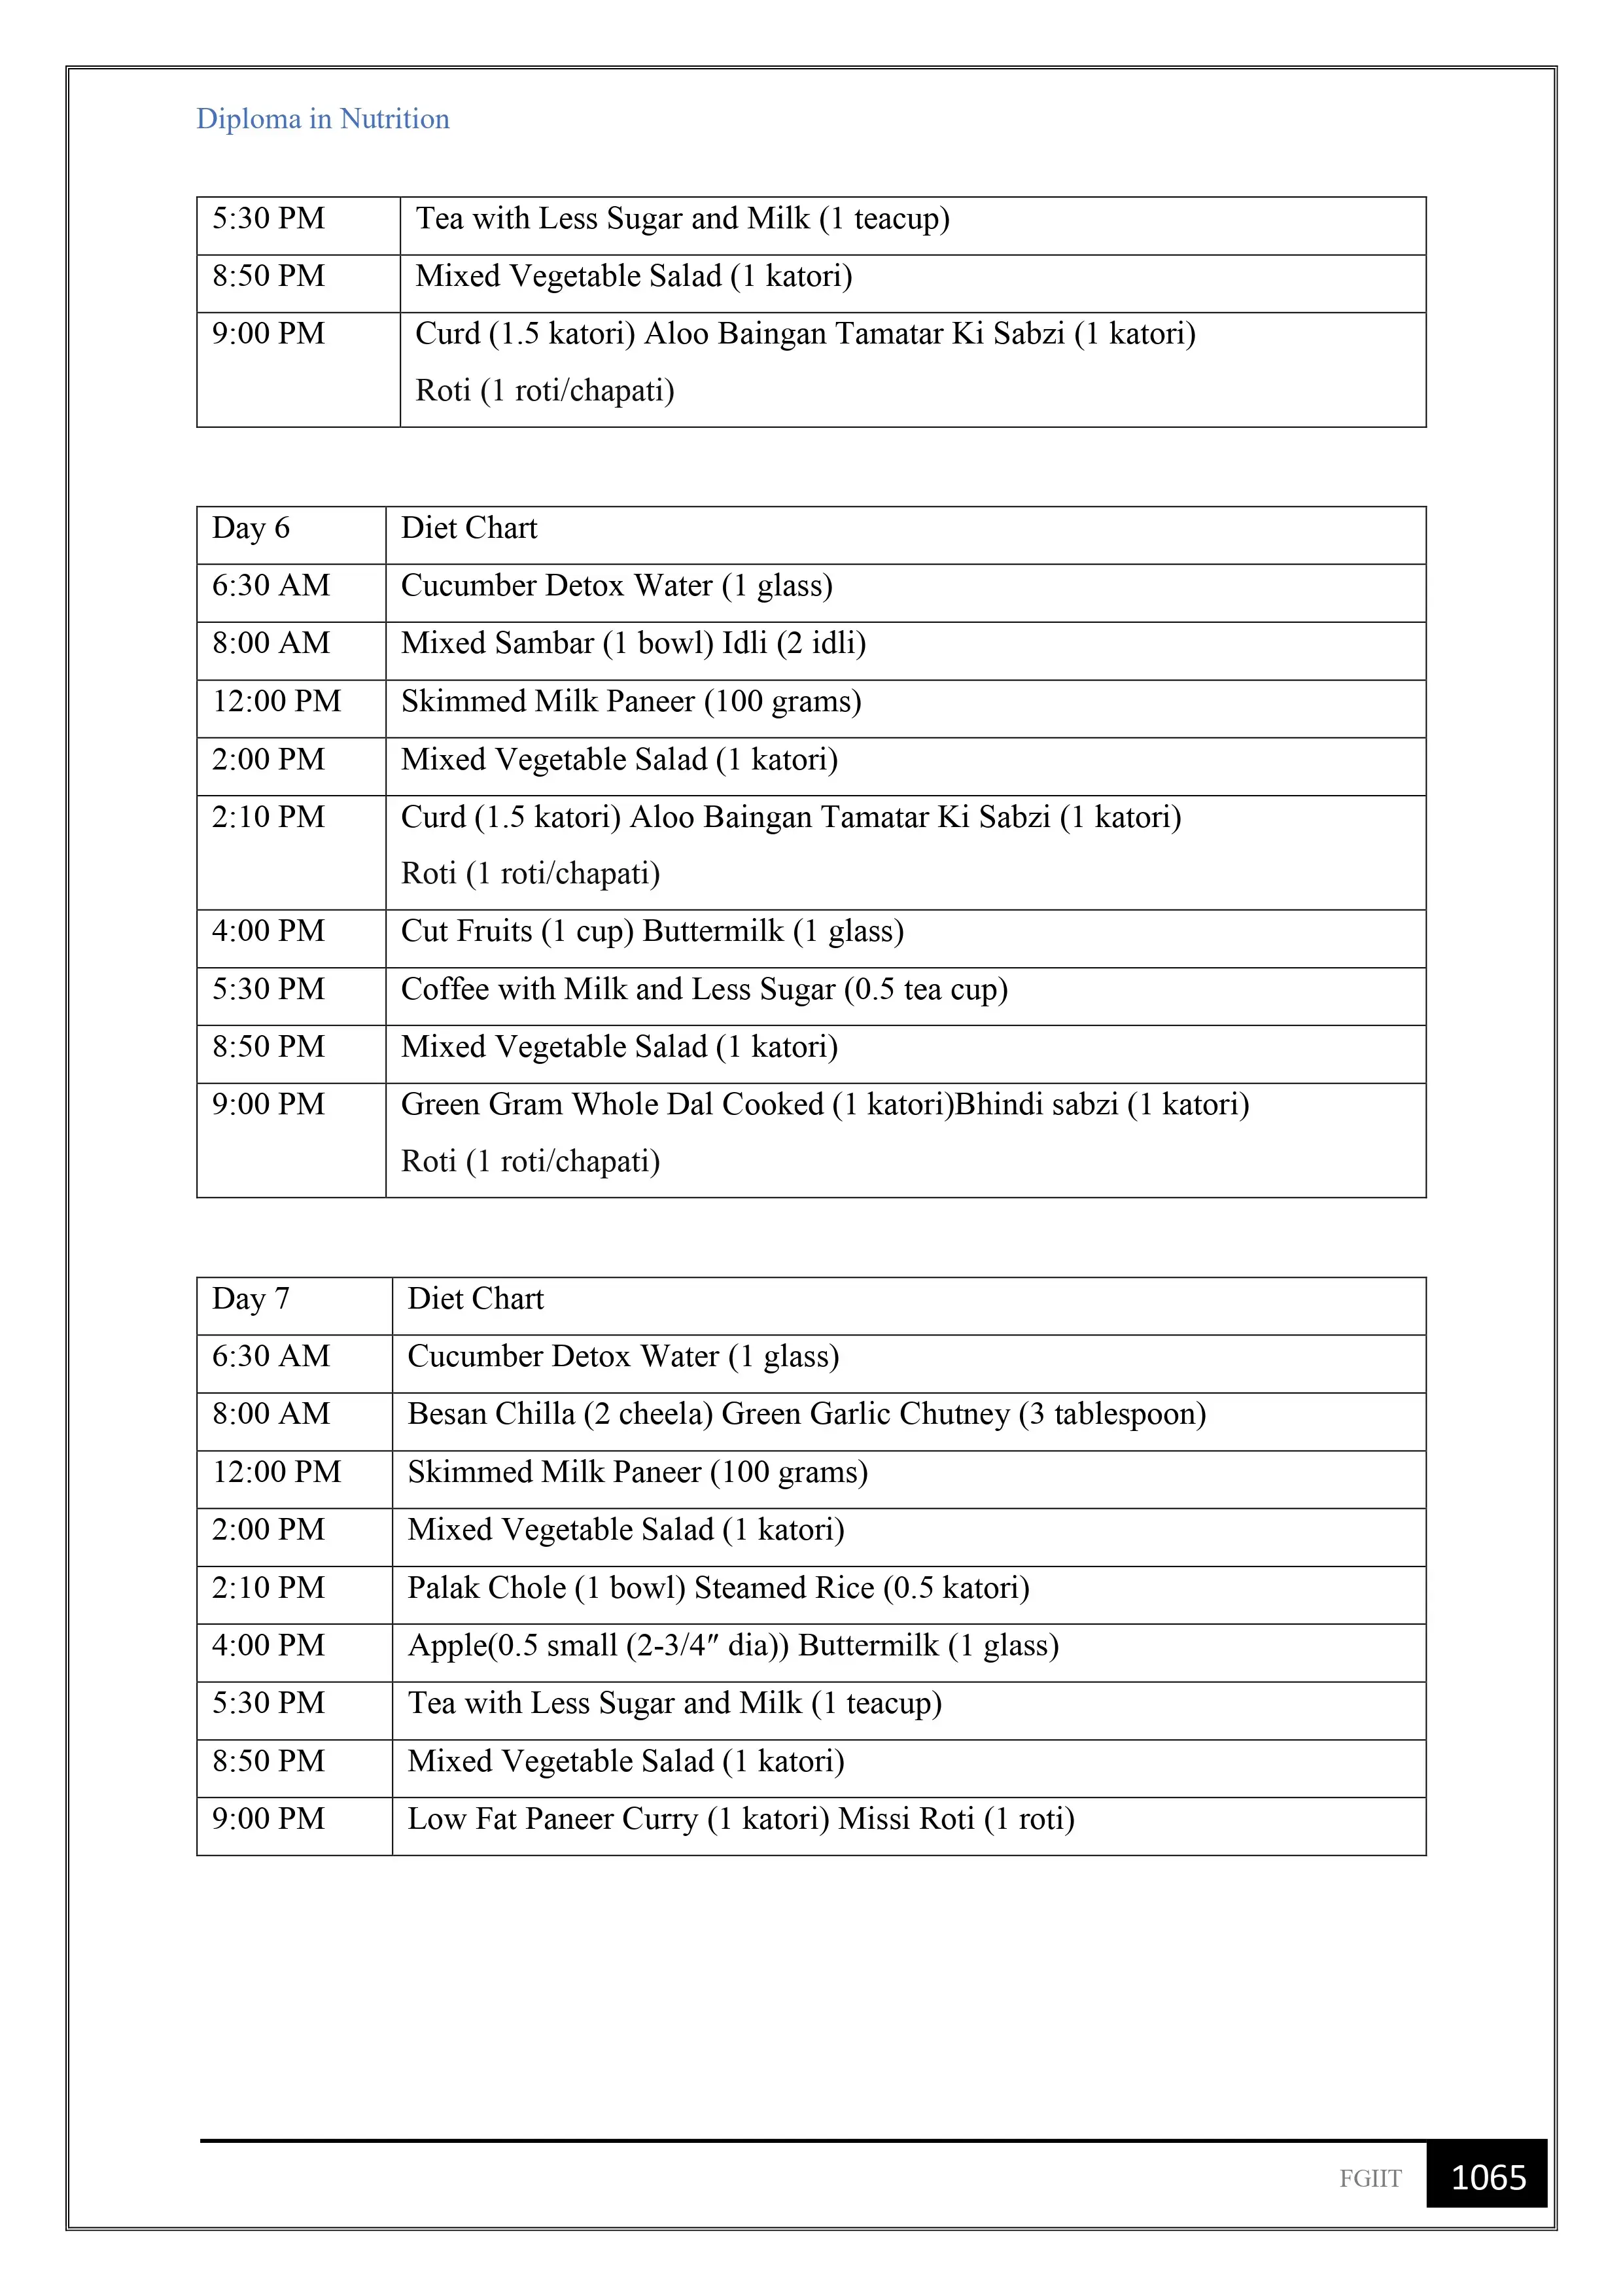 Diploma in Nutrition
5:30 PM Tea with Less Sugar and Milk (1 teacup)
8:50 PM Mixed Vegetable Salad (1 katori)
9:00 PM Curd (1.5 katori) Aloo Baingan Tamatar Ki Sabzi (1 katori)
Roti (1 roti/chapati)
Day 6 Diet Chart
6:30 AM Cucumber Detox Water (1 glass)
8:00 AM Mixed Sambar (1 bowl) Idli (2 idli)
12:00 PM Skimmed Milk Paneer (100 grams)
2:00 PM Mixed Vegetable Salad (1 katori)
2:10 PM Curd (1.5 katori) Aloo Baingan Tamatar Ki Sabzi (1 katori)
Roti (1 roti/chapati)
4:00 PM Cut Fruits (1 cup) Buttermilk (1 glass)
5:30 PM Coffee with Milk and Less Sugar (0.5 tea cup)
8:50 PM Mixed Vegetable Salad (1 katori)
9:00 PM Green Gram Whole Dal Cooked (1 katori)Bhindi sabzi (1 katori)
Roti (1 roti/chapati)
Day 7 Diet Chart
6:30 AM Cucumber Detox Water (1 glass)
8:00 AM Besan Chilla (2 cheela) Green Garlic Chutney (3 tablespoon)
12:00 PM Skimmed Milk Paneer (100 grams)
2:00 PM Mixed Vegetable Salad (1 katori)
2:10 PM Palak Chole (1 bowl) Steamed Rice (0.5 katori)
4:00 PM Apple(0.5 small (2-3/4″ dia)) Buttermilk (1 glass)
5:30 PM Tea with Less Sugar and Milk (1 teacup)
8:50 PM Mixed Vegetable Salad (1 katori)
9:00 PM Low Fat Paneer Curry (1 katori) Missi Roti (1 roti)
FGIIT 1065